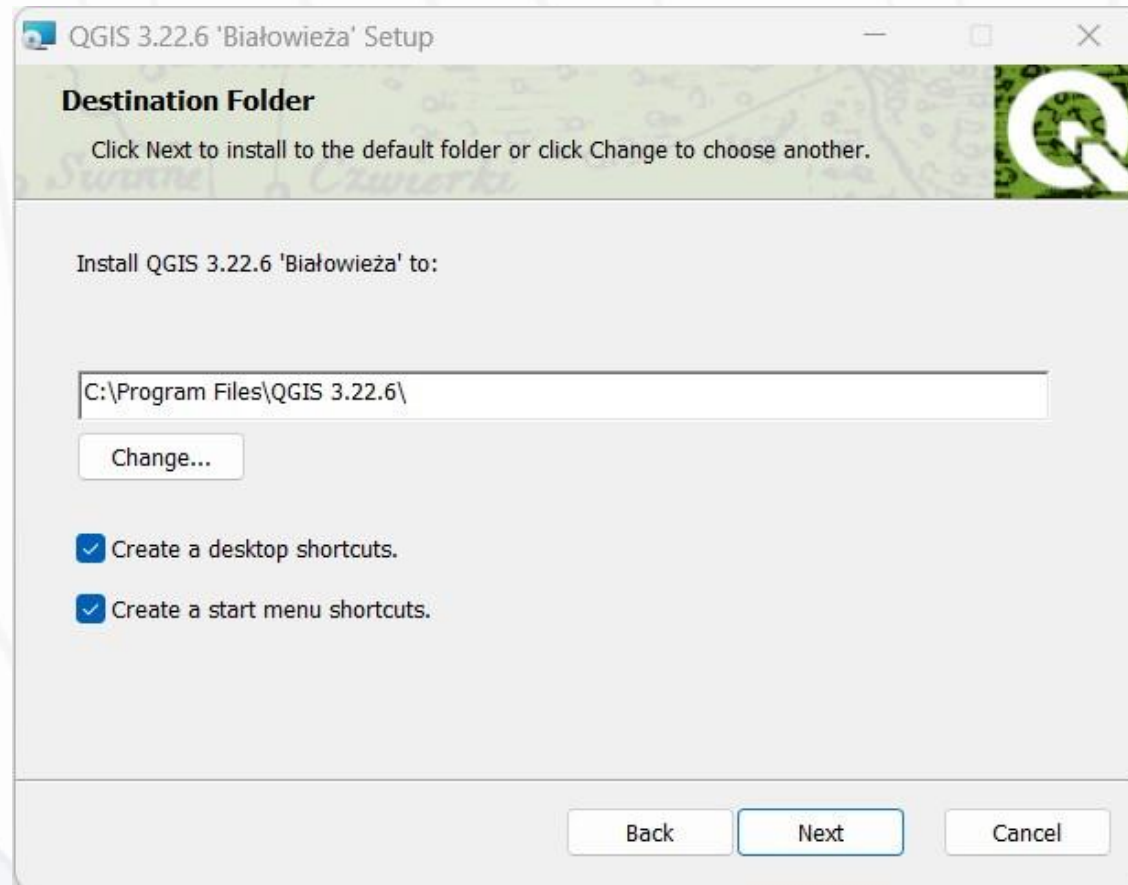 QGIS 3.22.6 'Białowieża' Setup
Destination Folder
Click Next to install to the default folder or click Change to choose another.
Swinne Czwierki
Install QGIS 3.22.6 'Białowieża' to:
C:\Program Files\QGIS 3.22.6\
Change...
Create a desktop shortcuts.
Create a start menu shortcuts.
Back Next Cancel